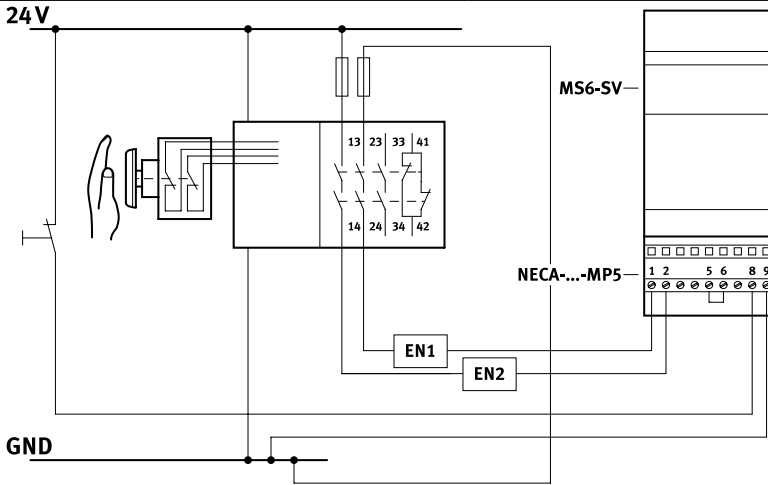 24 V
MS6-SV
13 23 33 41
14 24 34 42
NECA-...-MP5
1 2 5 6 8 9
EN1
EN2
GND